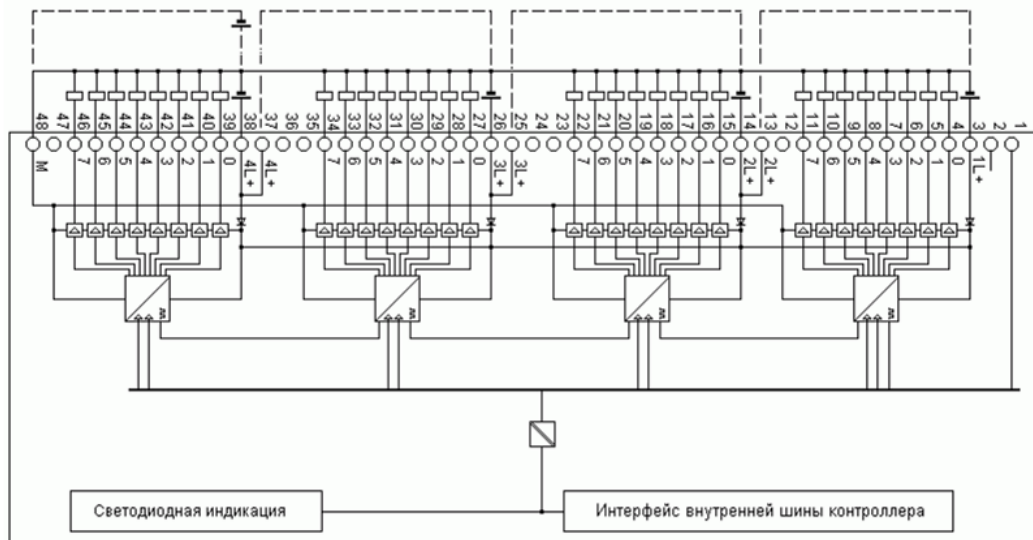 48 47 46 45 44 43 42 41 40 39 38 37 36 35 34 33 32 31 30 29 28 27 26 25 24 23 22 21 20 19 18 17 16 15 14 13 12 11 10 9 8 7 6 5 4 3 2 1
M 7 6 5 4 3 2 1 0 4L+ 4L+ 7 6 5 4 3 2 1 0 3L+ 3L+ 7 6 5 4 3 2 1 0 2L+ 2L+ 7 6 5 4 3 2 1 0 1L+
Светодиодная индикация
Интерфейс внутренней шины контроллера